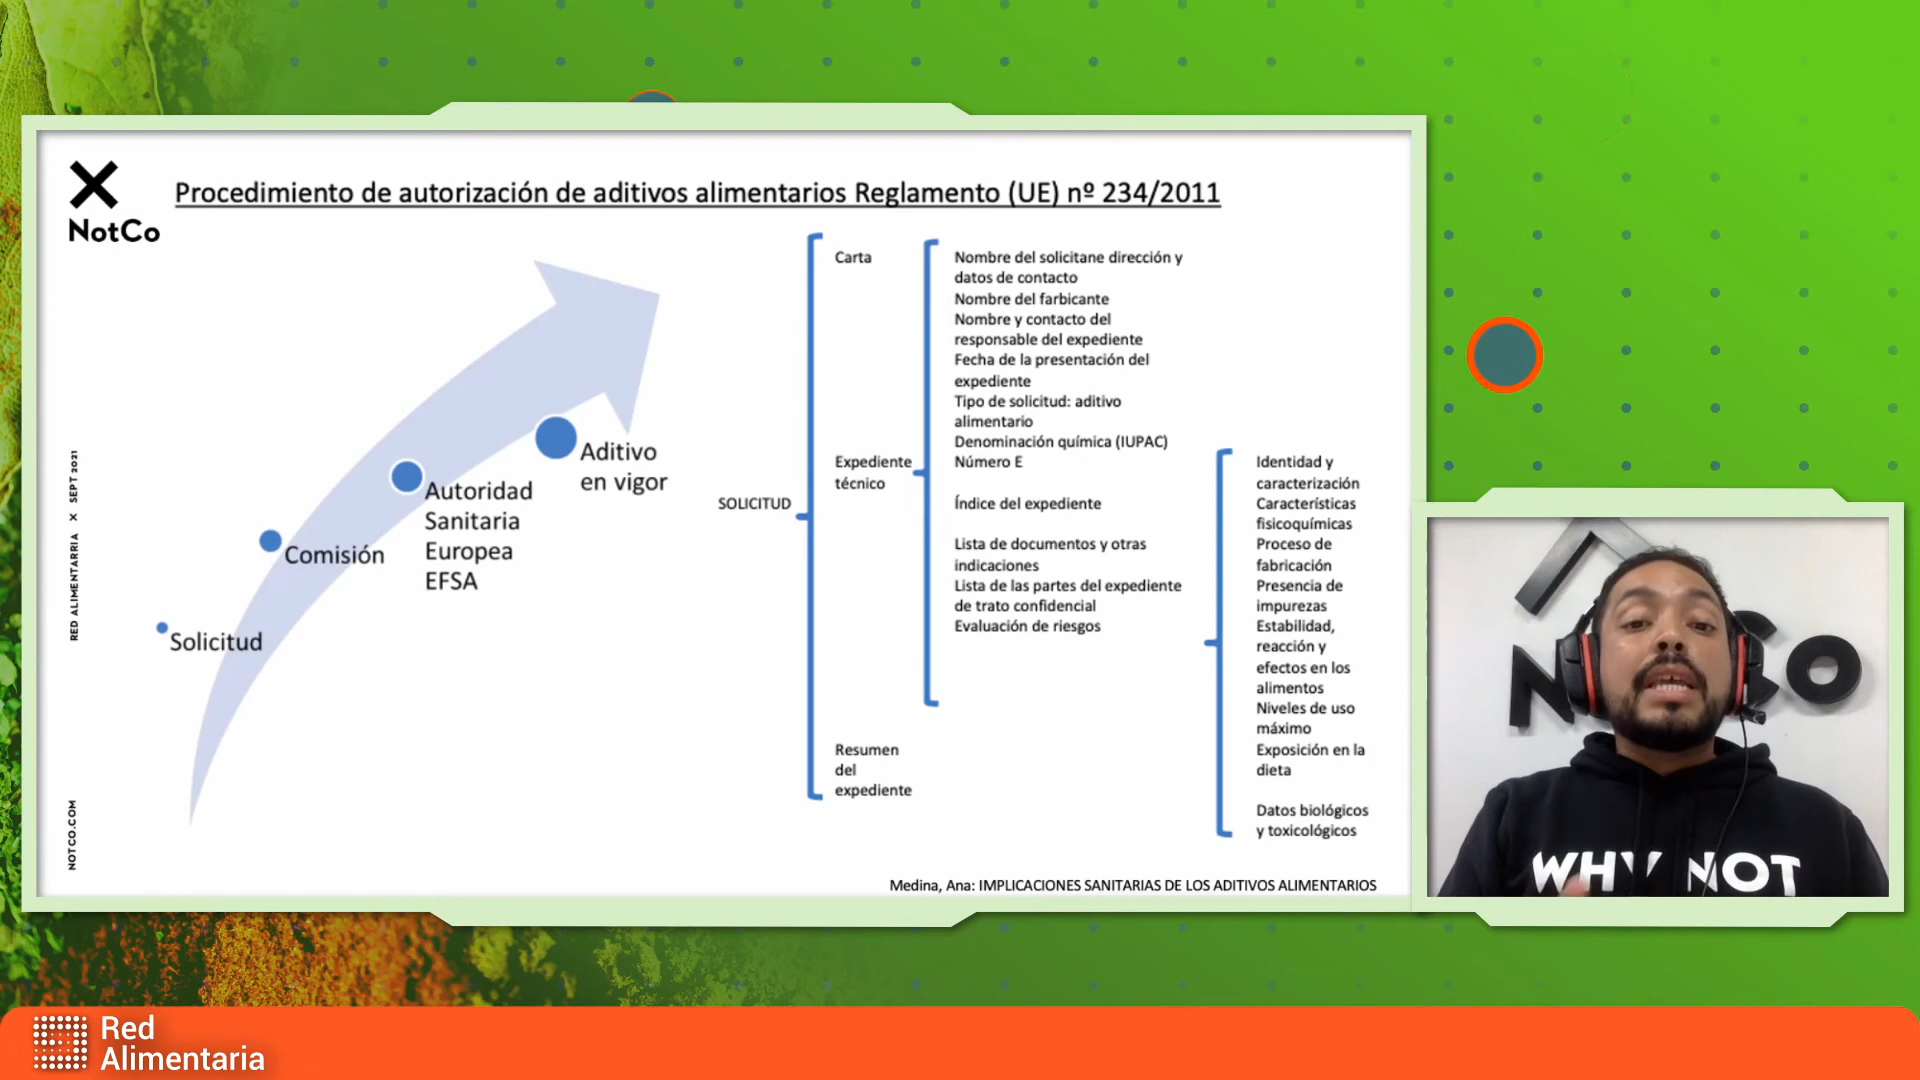 NotCo
Procedimiento de autorización de aditivos alimentarios Reglamento (UE) nº 234/2011
RED ALIMENTARRIA X SEPT 2021
NOTCO.COM
Solicitud
Comisión
Autoridad
Sanitaria
Europea
EFSA
Aditivo
en vigor
SOLICITUD
Carta
Expediente
técnico
Resumen
del
expediente
Nombre del solicitane dirección y
datos de contacto
Nombre del farbicante
Nombre y contacto del
responsable del expediente
Fecha de la presentación del
expediente
Tipo de solicitud: aditivo
alimentario
Denominación química (IUPAC)
Número E
Índice del expediente
Lista de documentos y otras
indicaciones
Lista de las partes del expediente
de trato confidencial
Evaluación de riesgos
Identidad y
caracterización
Características
fisicoquímicas
Proceso de
fabricación
Presencia de
impurezas
Estabilidad,
reacción y
efectos en los
alimentos
Niveles de uso
máximo
Exposición en la
dieta
Datos biológicos
y toxicológicos
Medina, Ana: IMPLICACIONES SANITARIAS DE LOS ADITIVOS ALIMENTARIOS
WHY NOT
Red
Alimentaria